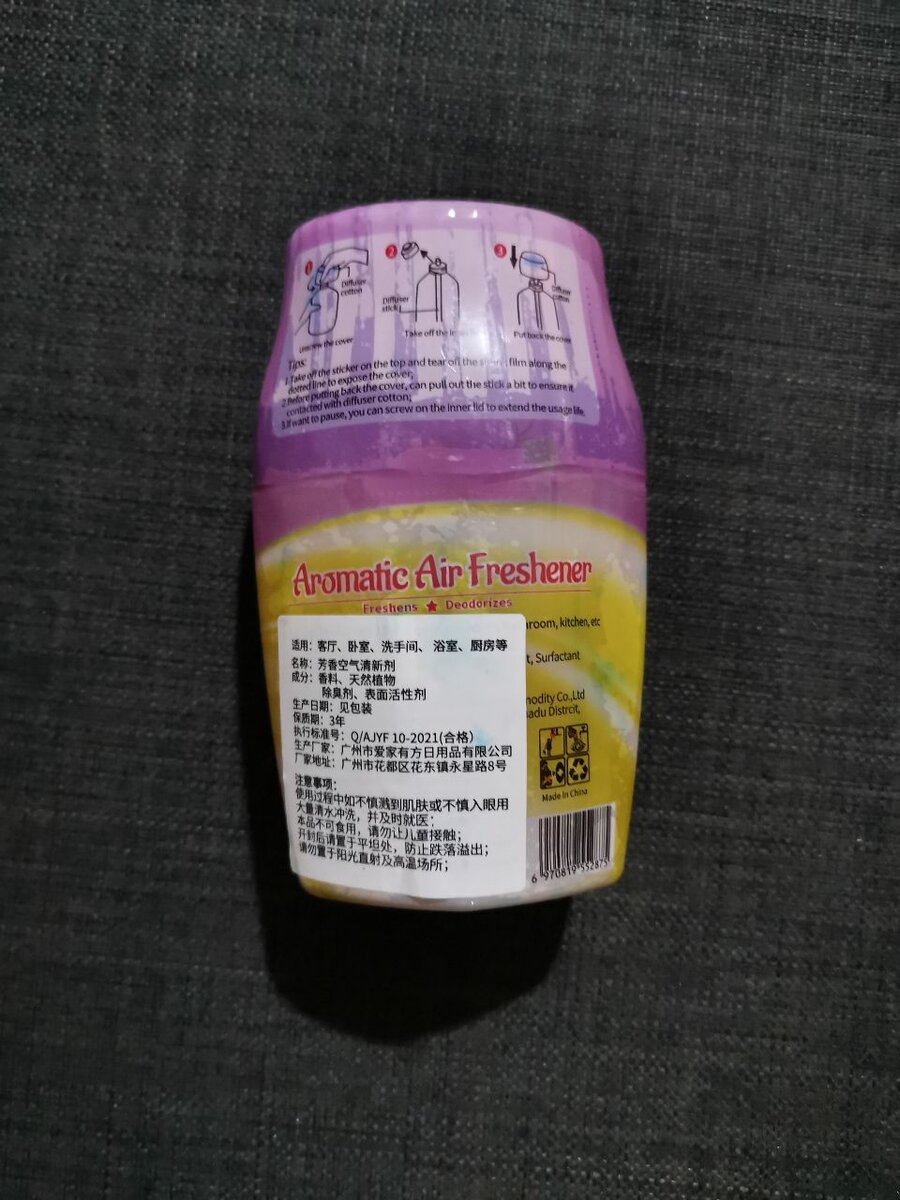 1
2
3
Diffuser
cotton
Diffuser
stick
Diffuser
cotton
Unscrew the cover
Take off the
Put back the cover
Tips:
1.Take off the sticker on the top and tear off the film along the
dotted line to expose the cover;
2.Before putting back the cover, can pull out the stick a bit to ensure it
contacted with diffuser cotton;
3.If want to pause, you can screw on the inner lid to extend the usage life.
Aromatic Air Freshener
Freshens ★ Deodorizes
room, kitchen, etc
t, Surfactant
modity Co.,Ltd
adu Distrcit,
适用：客厅、卧室、洗手间、浴室、厨房等
名称：芳香空气清新剂
成分：香料、天然植物
除臭剂、表面活性剂
生产日期：见包装
保质期：3年
执行标准号：Q/AJYF 10-2021(合格)
生产厂家：广州市爱家有方日用品有限公司
厂家地址：广州市花都区花东镇永星路8号
注意事项：
使用过程中如不慎溅到肌肤或不慎入眼用
大量清水冲洗，并及时就医：
本品不可食用，请勿让儿童接触；
开封后请置于平坦处，防止跌落溢出；
请勿置于阳光直射及高温场所；
Made in China
6 970819 552875